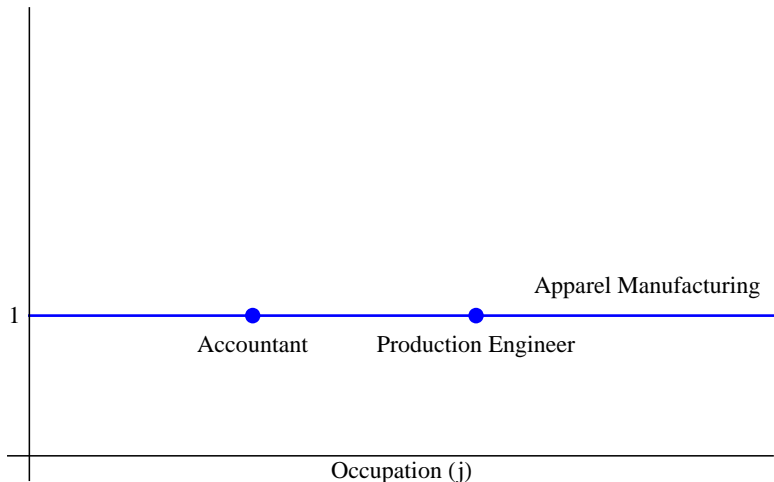 Apparel Manufacturing
1
Accountant
Production Engineer
Occupation (j)